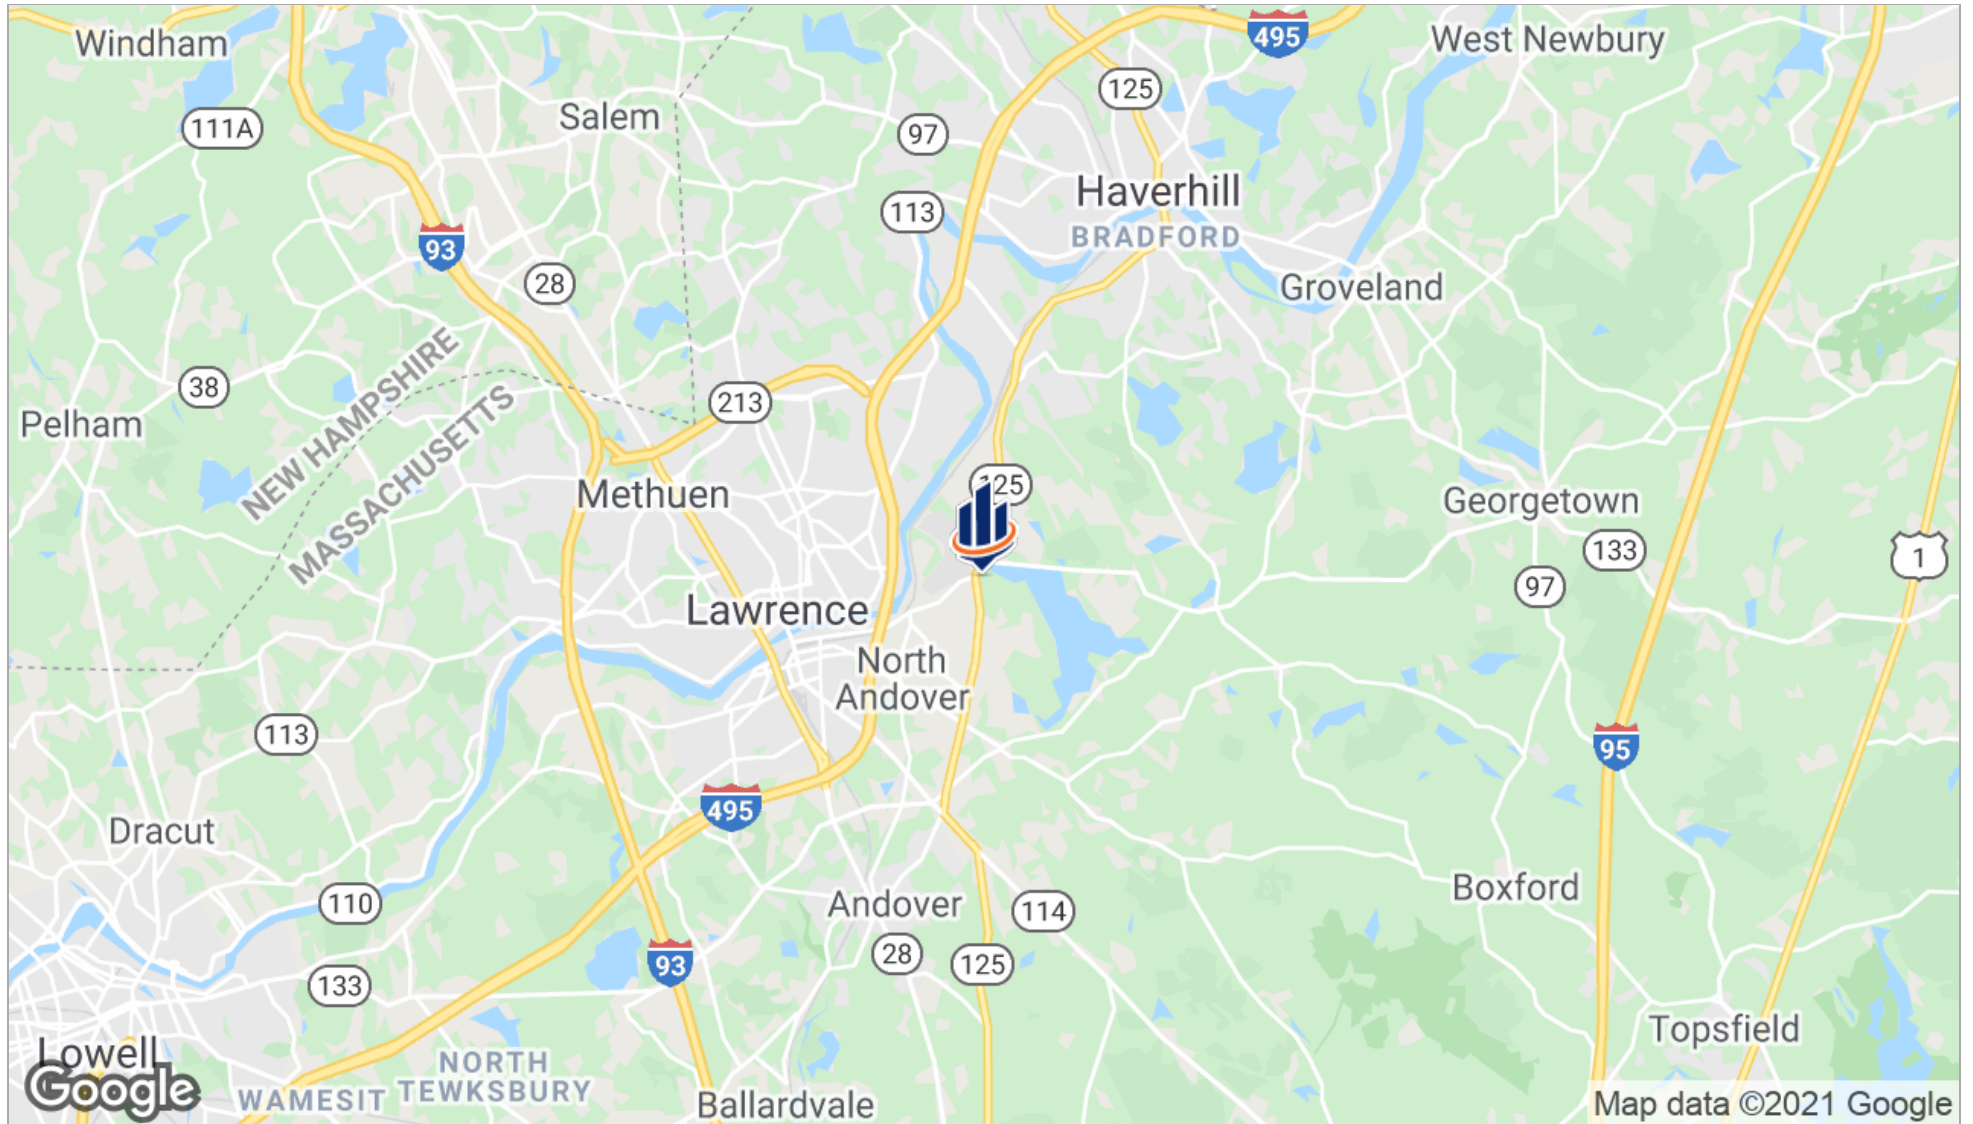 495
Windham
West Newbury
125
Salem
111A
97
Haverhill
113
BRADFORD
93
28
Groveland
NEW HAMPSHIRE
38
MASSACHUSETTS
213
Pelham
125
Methuen
Georgetown
133
1
97
Lawrence
North
Andover
113
95
495
Dracut
Boxford
110
Andover
114
28
93
125
133
Topsfield
Lowell
NORTH
TEWKSBURY
Google
WAMESIT
Ballardvale
Map data ©2021 Google